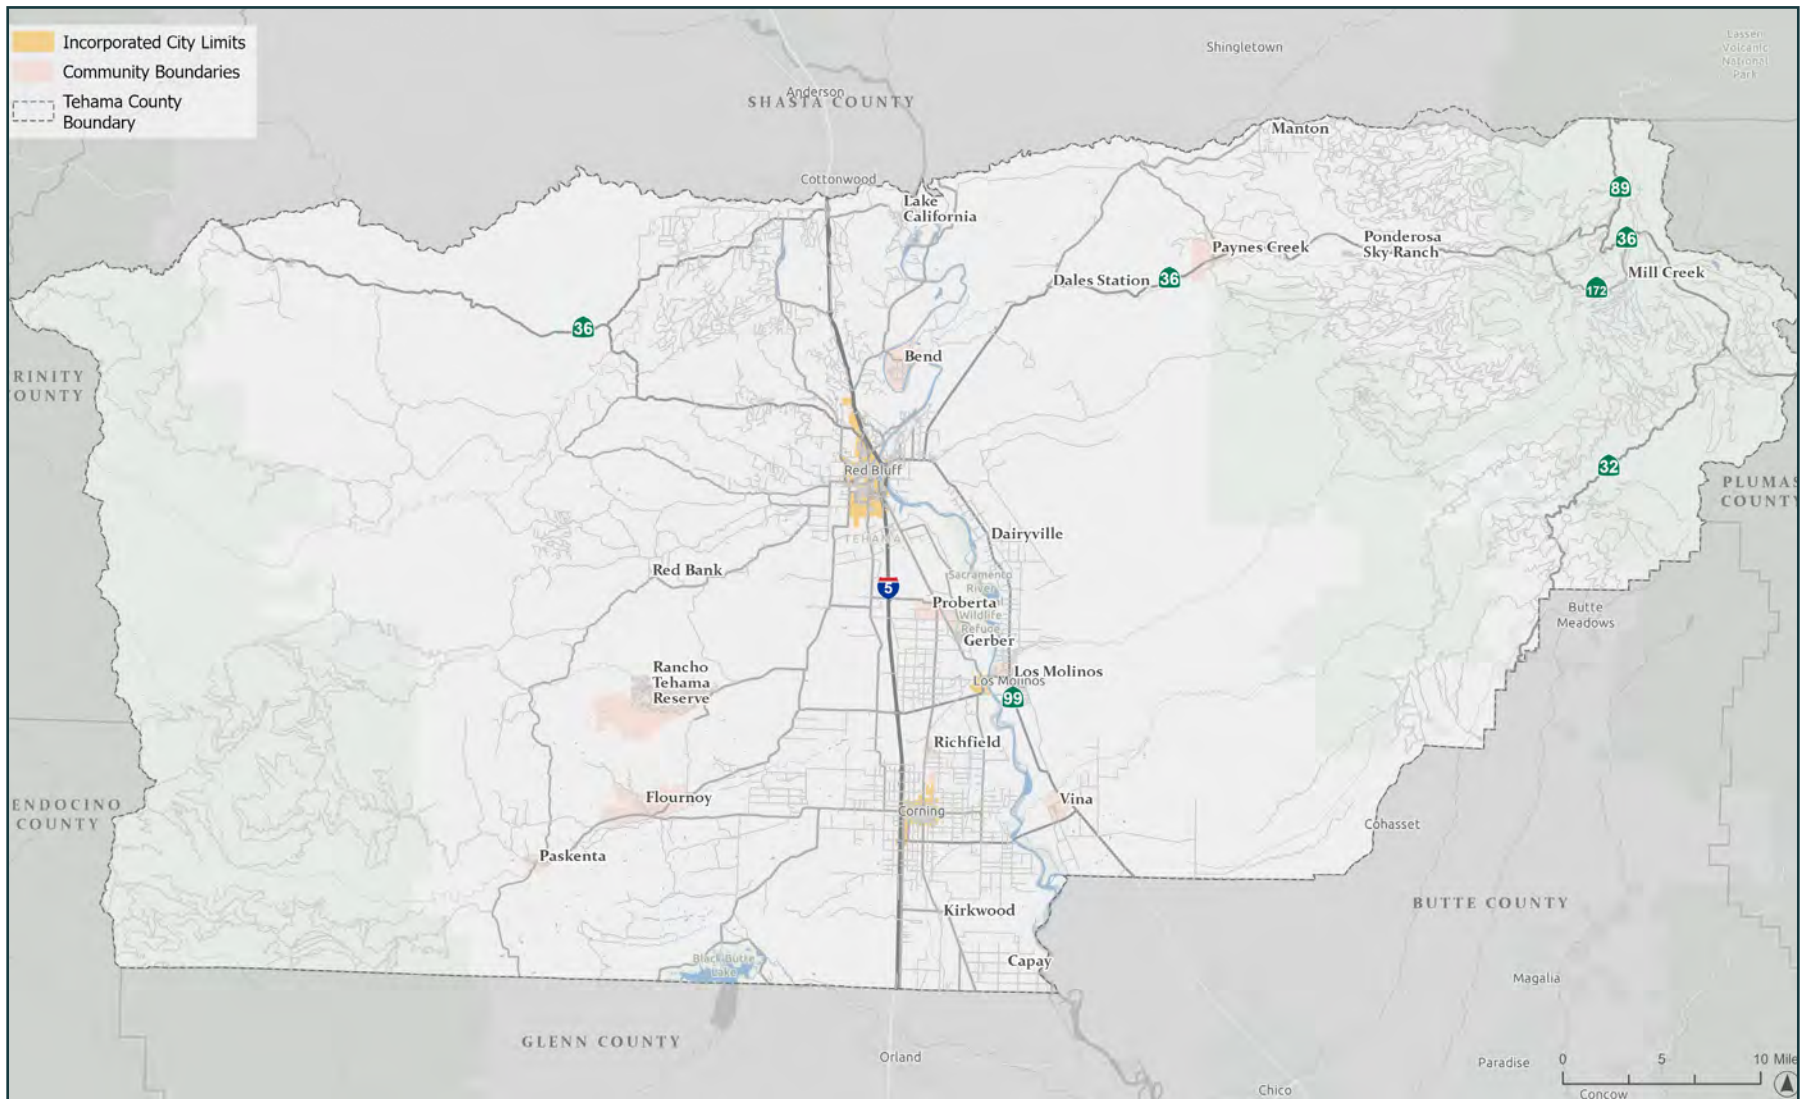 Incorporated City Limits
Community Boundaries
Tehama County
Boundary
Shingletown
Lassen
Volcanic
National
Park
Anderson
SHASTA COUNTY
Manton
Cottonwood
89
Lake
California
36
Paynes Creek
Ponderosa
Sky Ranch
Dales Station
36
Mill Creek
172
36
Bend
RINITY
OUNTY
Red Bluff
32
PLUMAS
COUNTY
TEHAMA
Dairyville
Red Bank
5
Sacramento
River
National
Wildlife
Refuge
Proberta
Butte
Meadows
Gerber
Rancho
Tehama
Reserve
Los Molinos
Los Molinos
99
Richfield
Flournoy
Vina
ENDOCINO
COUNTY
Corning
Cohasset
Paskenta
BUTTE COUNTY
Kirkwood
Black Butte
Lake
Capay
Magalia
GLENN COUNTY
Orland
Paradise
0 5 10 Mile
Chico
Concow